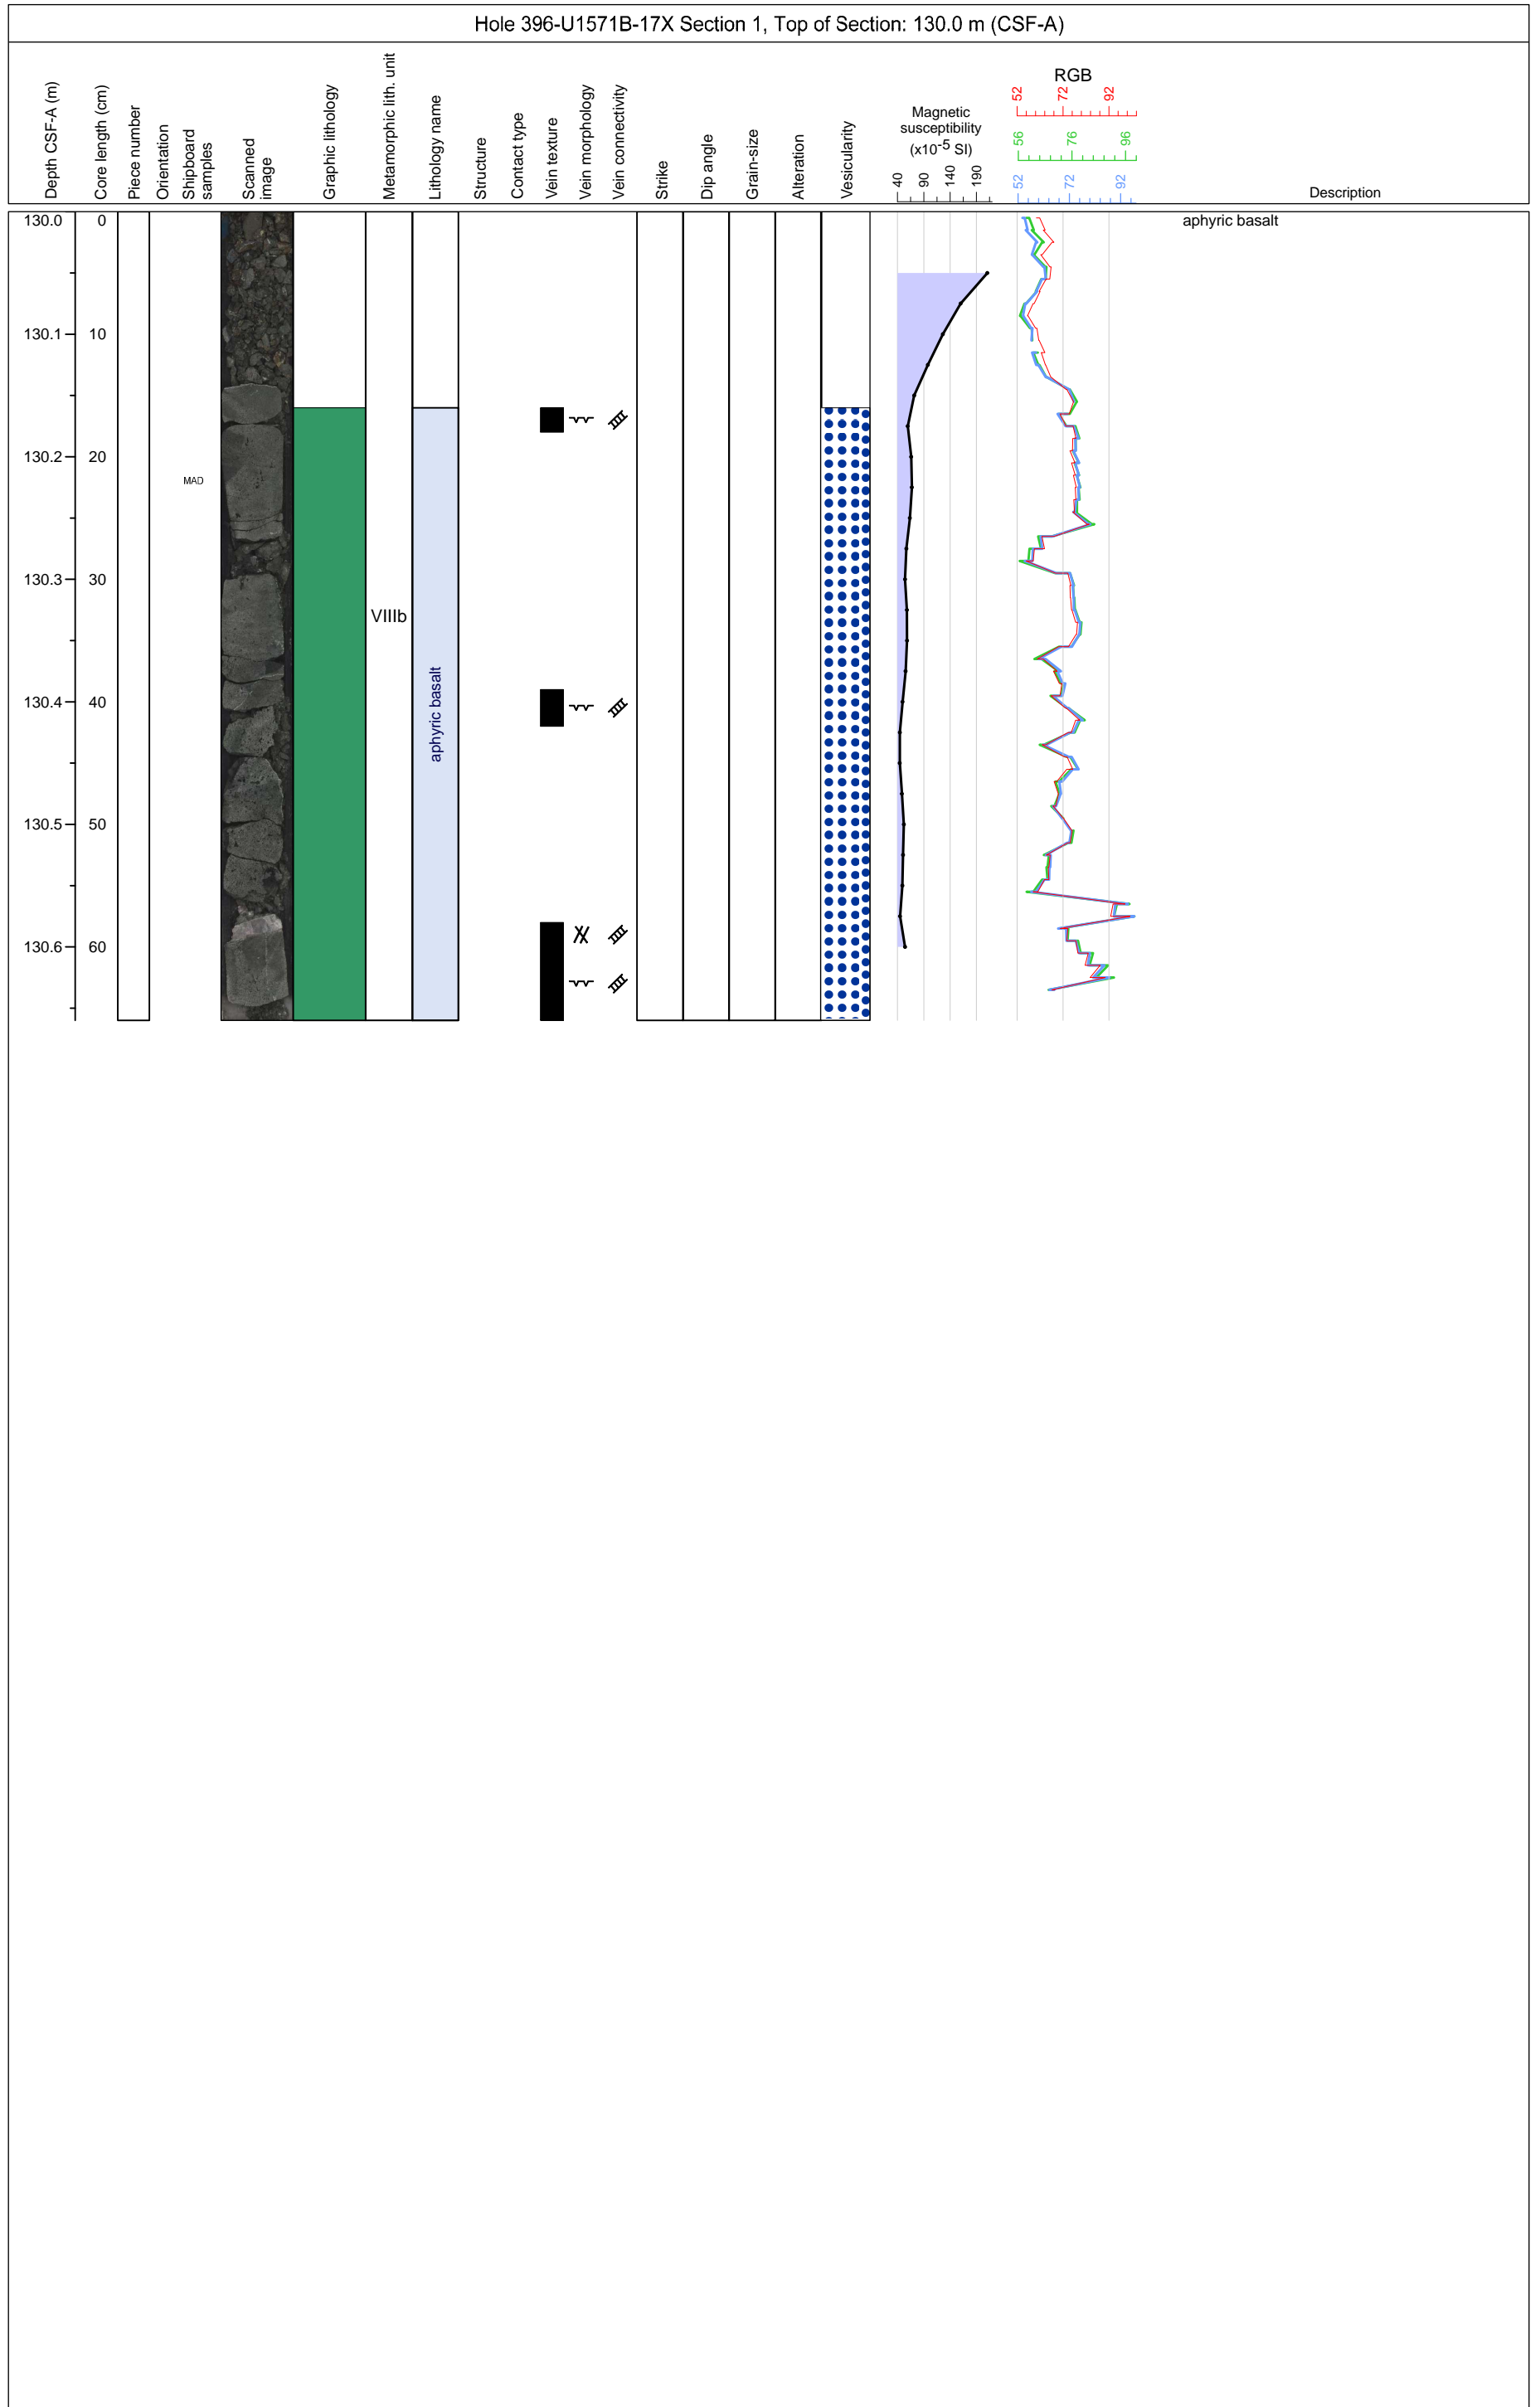 Hole 396-U1571B-17X Section 1, Top of Section: 130.0 m (CSF-A)
Depth CSF-A (m)
Core length (cm)
Piece number
Orientation
Shipboard
samples
Scanned
image
Graphic lithology
Metamorphic lith. unit
Lithology name
Structure
Contact type
Vein texture
Vein morphology
Vein connectivity
Strike
Dip angle
Grain-size
Alteration
Vesicularity
Magnetic
susceptibility
(x10-5 SI)
40 90 140 190
RGB
52 72 92
56 76 96
52 72 92
Description
130.0 0
aphyric basalt
130.1 10
130.2 20
MAD
130.3 30
VIIIb
130.4 40
aphyric basalt
130.5 50
130.6 60